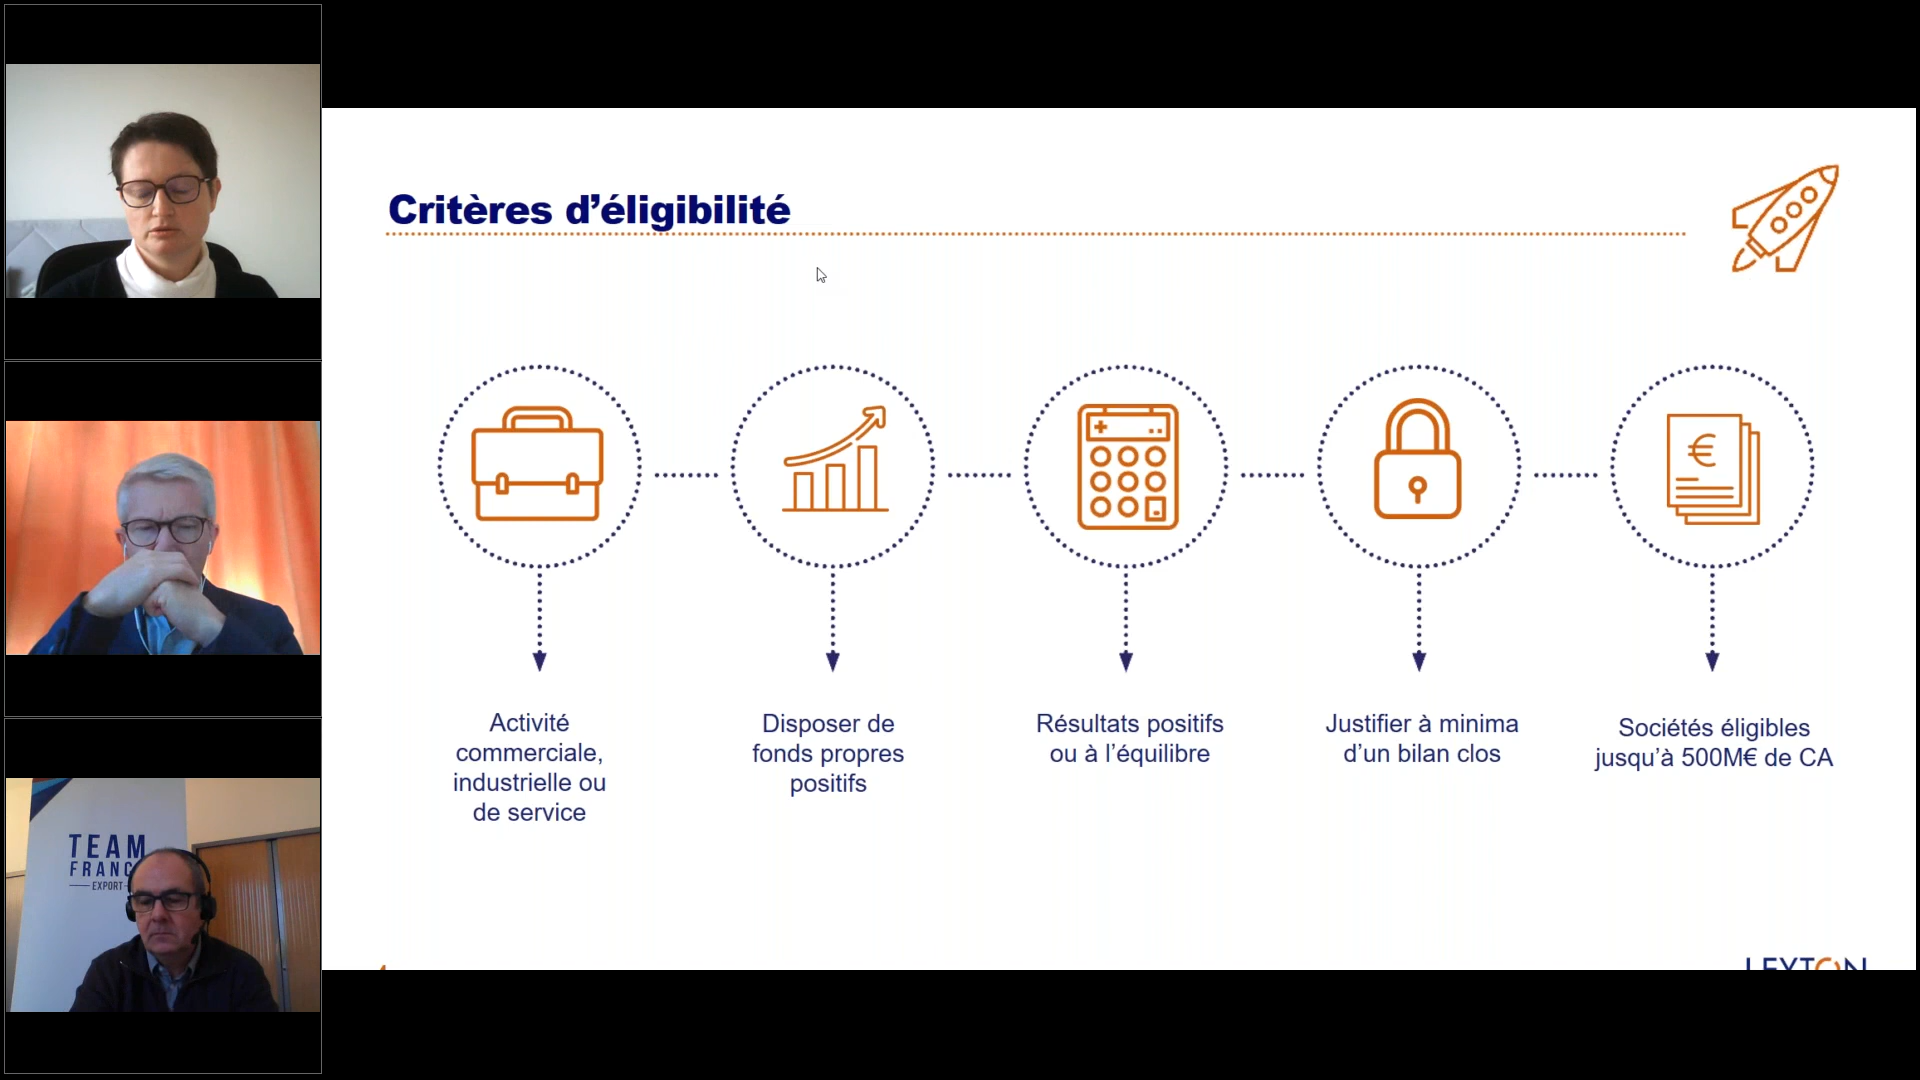 Critères d’éligibilité
Activité
commerciale,
industrielle ou
de service
Disposer de
fonds propres
positifs
Résultats positifs
ou à l’équilibre
Justifier à minima
d’un bilan clos
Sociétés éligibles
jusqu’à 500M€ de CA
€
TEAM
FRANC
EXPORT